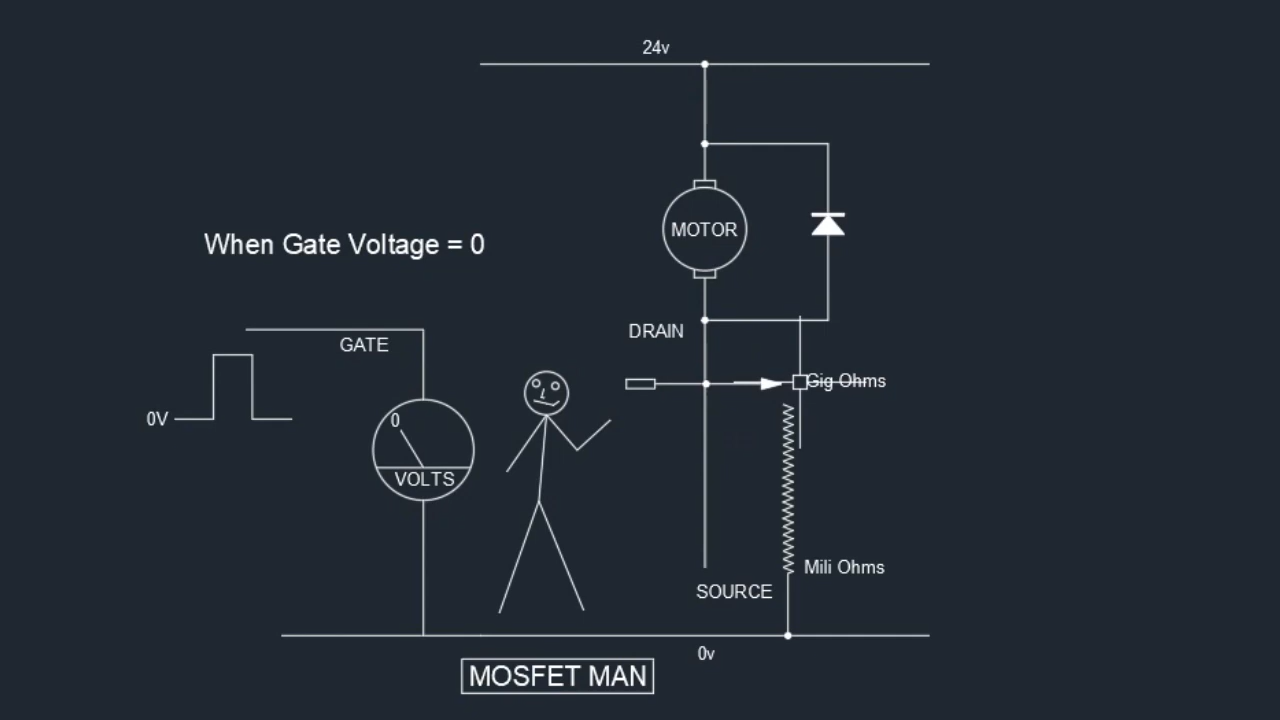 24v
MOTOR
When Gate Voltage = 0
DRAIN
GATE
Gig Ohms
0V
0
VOLTS
Mili Ohms
SOURCE
0v
MOSFET MAN